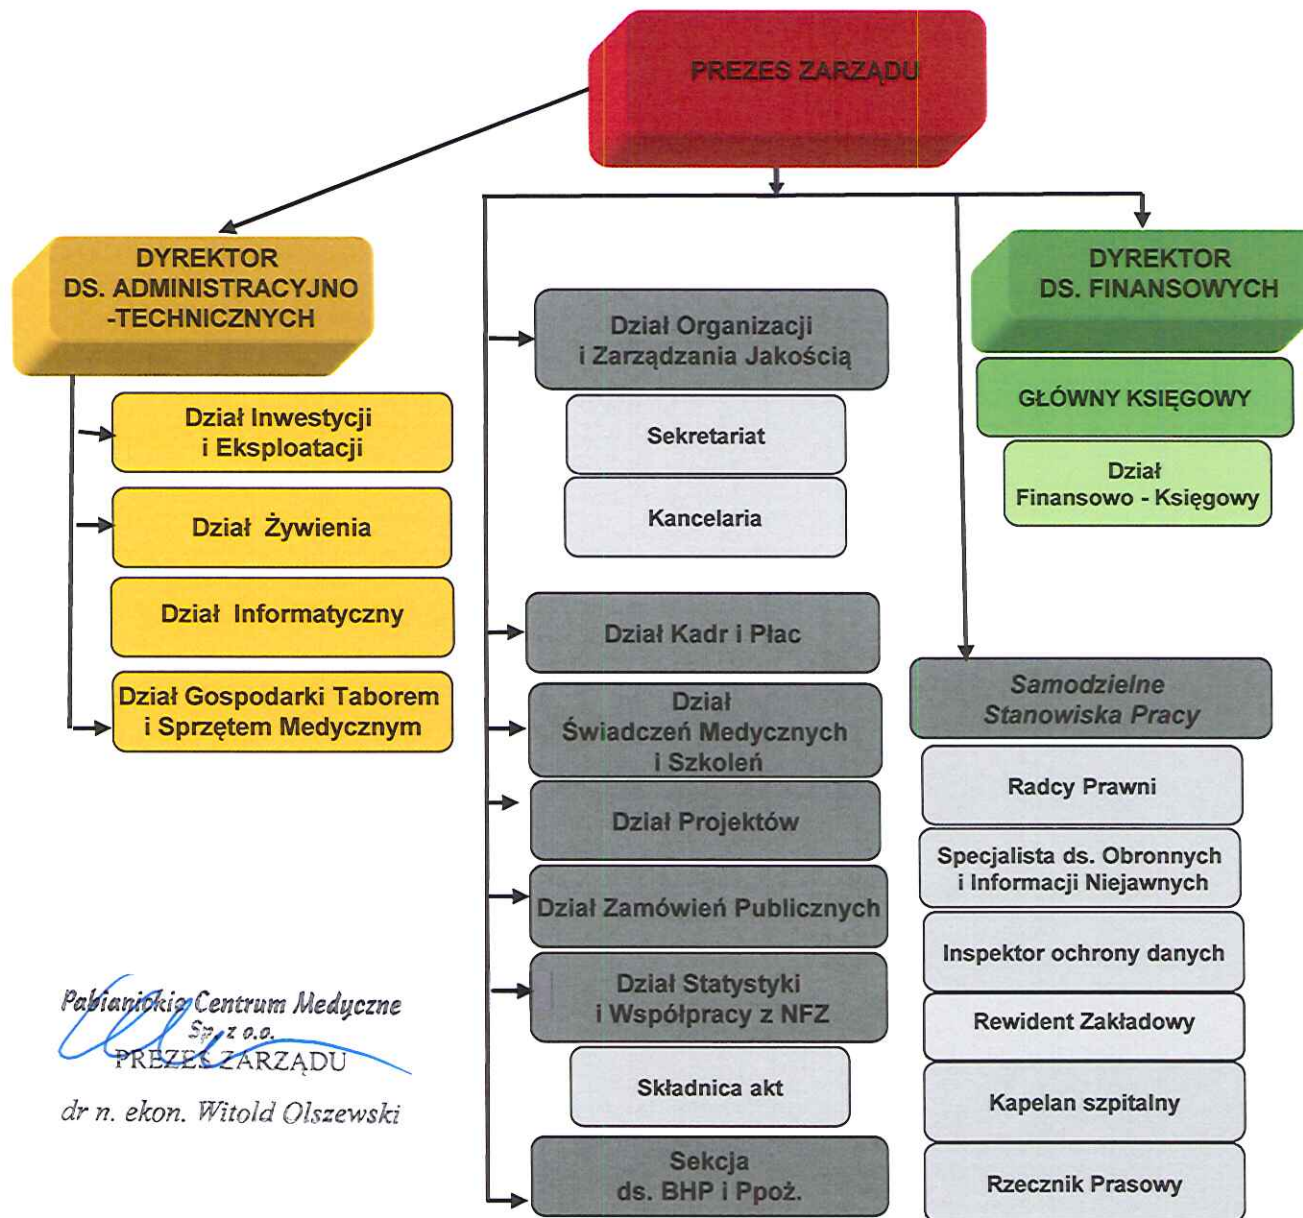 PREZES ZARZĄDU
DYREKTOR
DS. ADMINISTRACYJNO
-TECHNICZNYCH
Dział Inwestycji
i Eksploatacji
Dział Żywienia
Dział Informatyczny
Dział Gospodarki Taborem
i Sprzętem Medycznym
Dział Organizacji
i Zarządzania Jakością
Sekretariat
Kancelaria
Dział Kadr i Płac
Dział
Świadczeń Medycznych
i Szkoleń
Dział Projektów
Dział Zamówień Publicznych
Dział Statystyki
i Współpracy z NFZ
Składnica akt
Sekcja
ds. BHP i Ppoż.
DYREKTOR
DS. FINANSOWYCH
GŁÓWNY KSIĘGOWY
Dział
Finansowo - Księgowy
Samodzielne
Stanowiska Pracy
Radcy Prawni
Specjalista ds. Obronnych
i Informacji Niejawnych
Inspektor ochrony danych
Rewident Zakładowy
Kapelan szpitalny
Rzecznik Prasowy
Pabianickie Centrum Medyczne
Sp. z o.o.
PREZES ZARZĄDU
dr n. ekon. Witold Olszewski